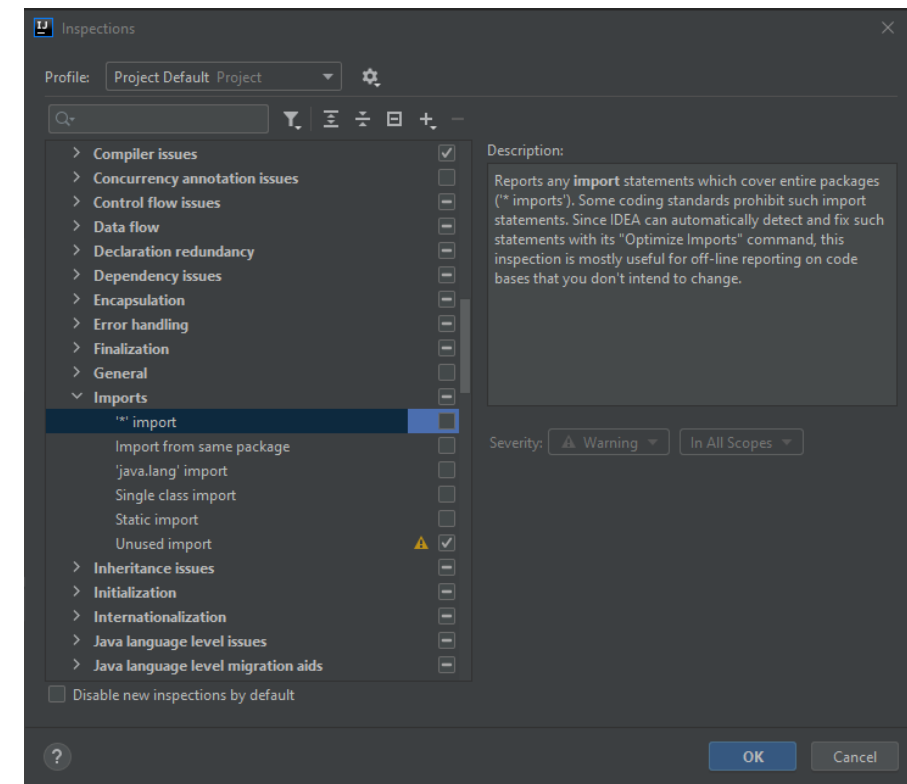 IJ
Inspections
Profile:
Project Default Project
Compiler issues
Concurrency annotation issues
Control flow issues
Data flow
Declaration redundancy
Dependency issues
Encapsulation
Error handling
Finalization
General
Imports
'*' import
Import from same package
'java.lang' import
Single class import
Static import
Unused import
Inheritance issues
Initialization
Internationalization
Java language level issues
Java language level migration aids
Disable new inspections by default
Description:
Reports any import statements which cover entire packages
('* imports'). Some coding standards prohibit such import
statements. Since IDEA can automatically detect and fix such
statements with its "Optimize Imports" command, this
inspection is mostly useful for off-line reporting on code
bases that you don't intend to change.
Severity:
Warning
In All Scopes
?
OK
Cancel